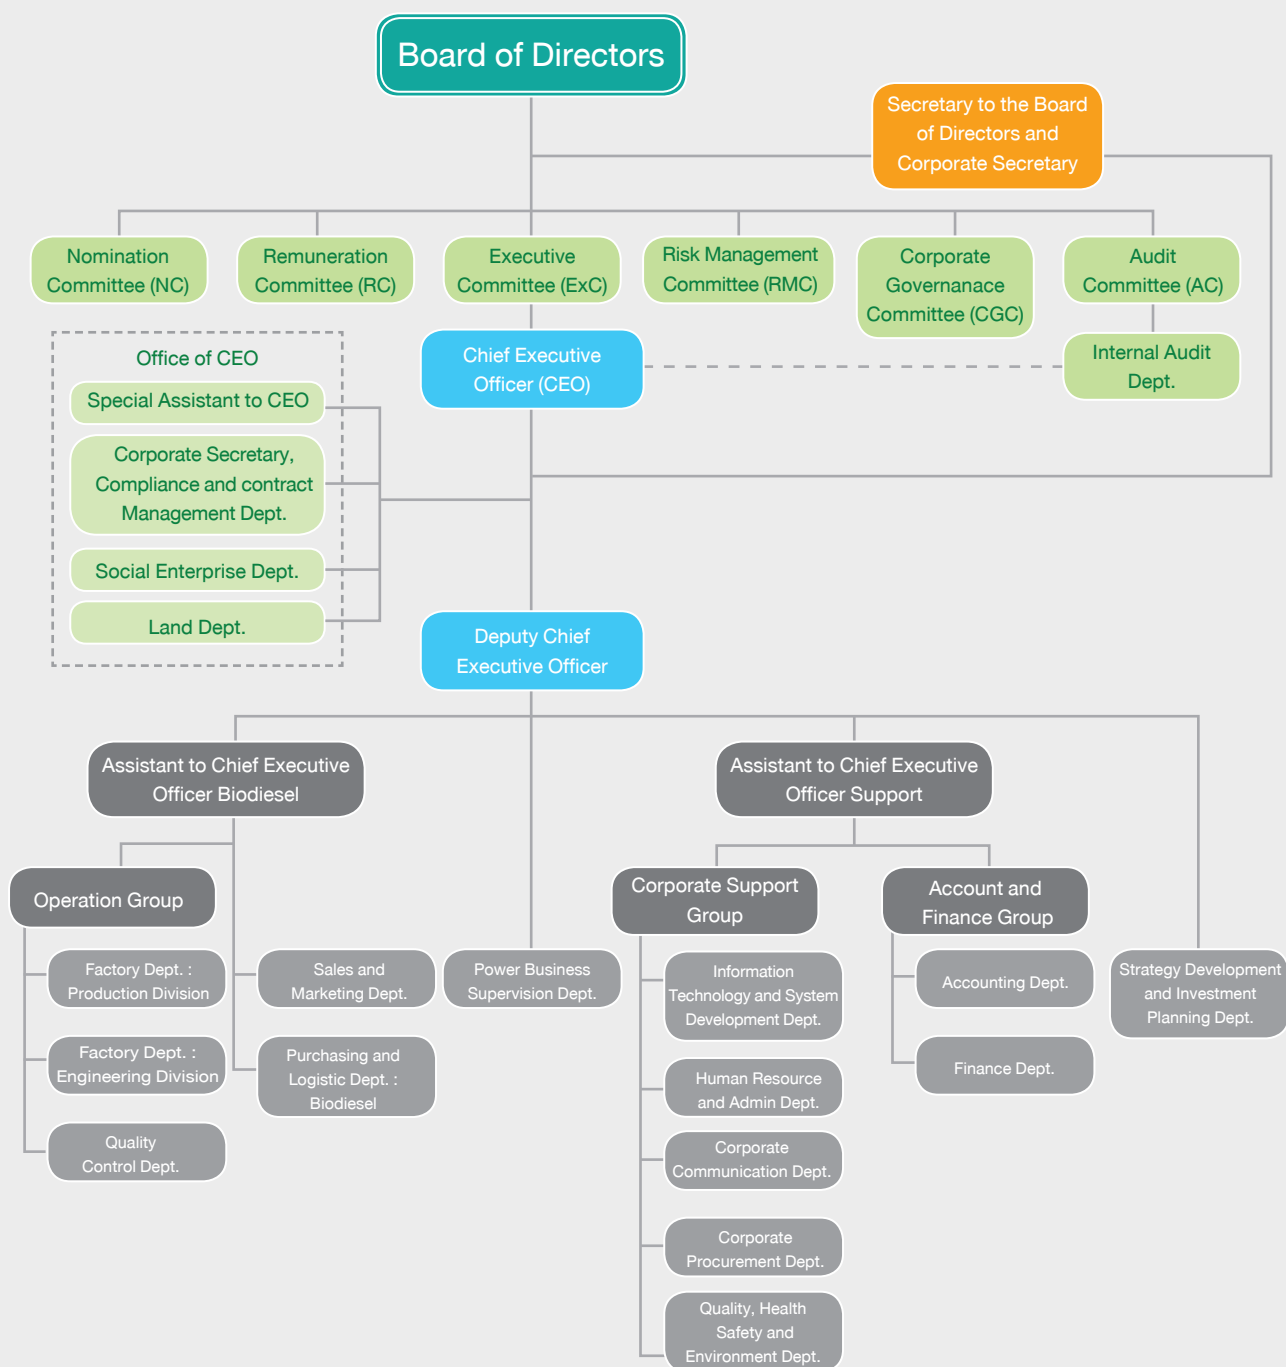 Board of Directors
Secretary to the Board
of Directors and
Corporate Secretary
Nomination
Committee (NC)
Remuneration
Committee (RC)
Executive
Committee (ExC)
Risk Management
Committee (RMC)
Corporate
Governanace
Committee (CGC)
Audit
Committee (AC)
Office of CEO
Chief Executive
Officer (CEO)
Internal Audit
Dept.
Special Assistant to CEO
Corporate Secretary,
Compliance and contract
Management Dept.
Social Enterprise Dept.
Land Dept.
Deputy Chief
Executive Officer
Assistant to Chief Executive
Officer Biodiesel
Assistant to Chief Executive
Officer Support
Operation Group
Corporate Support
Group
Account and
Finance Group
Factory Dept. :
Production Division
Factory Dept. :
Engineering Division
Quality
Control Dept.
Sales and
Marketing Dept.
Purchasing and
Logistic Dept. :
Biodiesel
Power Business
Supervision Dept.
Information
Technology and System
Development Dept.
Human Resource
and Admin Dept.
Corporate
Communication Dept.
Corporate
Procurement Dept.
Quality, Health
Safety and
Environment Dept.
Accounting Dept.
Finance Dept.
Strategy Development
and Investment
Planning Dept.